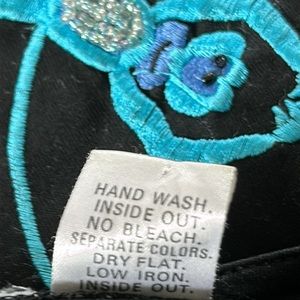 HAND WASH.
INSIDE OUT.
NO BLEACH.
SEPARATE COLORS.
DRY FLAT.
LOW IRON.
INSIDE OUT.